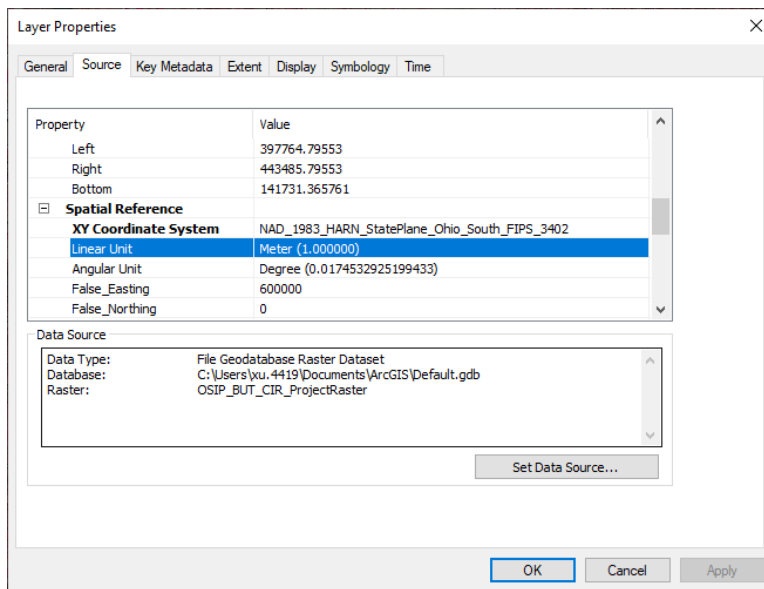 Layer Properties
General Source Key Metadata Extent Display Symbology Time
Property Value
Left 397764.79553
Right 443485.79553
Bottom 141731.365761
Spatial Reference
XY Coordinate System NAD_1983_HARN_StatePlane_Ohio_South_FIPS_3402
Linear Unit Meter (1.000000)
Angular Unit Degree (0.0174532925199433)
False_Easting 600000
False_Northing 0
Data Source
Data Type: File Geodatabase Raster Dataset
Database: C:\Users\xu.4419\Documents\ArcGIS\Default.gdb
Raster: OSIP_BUT_CIR_ProjectRaster
Set Data Source...
OK Cancel Apply